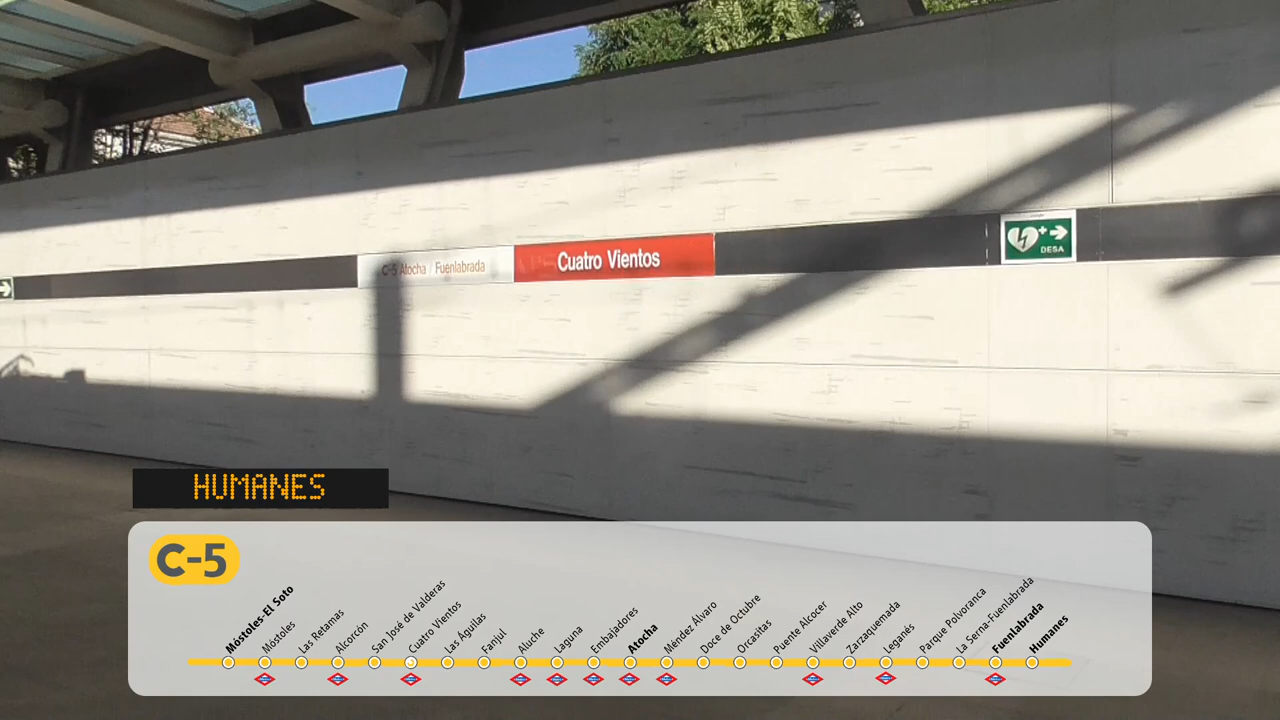 C-5 Atocha / Fuenlabrada
Cuatro Vientos
DESA
HUMANES
C-5
Móstoles-El Soto
Móstoles
Las Retamas
Alcorcón
San José de Valderas
Cuatro Vientos
Las Águilas
Fanjul
Aluche
Laguna
Embajadores
Atocha
Méndez Álvaro
Doce de Octubre
Orcasitas
Puente Alcocer
Villaverde Alto
Zarzaquemada
Leganés
Parque Polvoranca
La Serna-Fuenlabrada
Fuenlabrada
Humanes